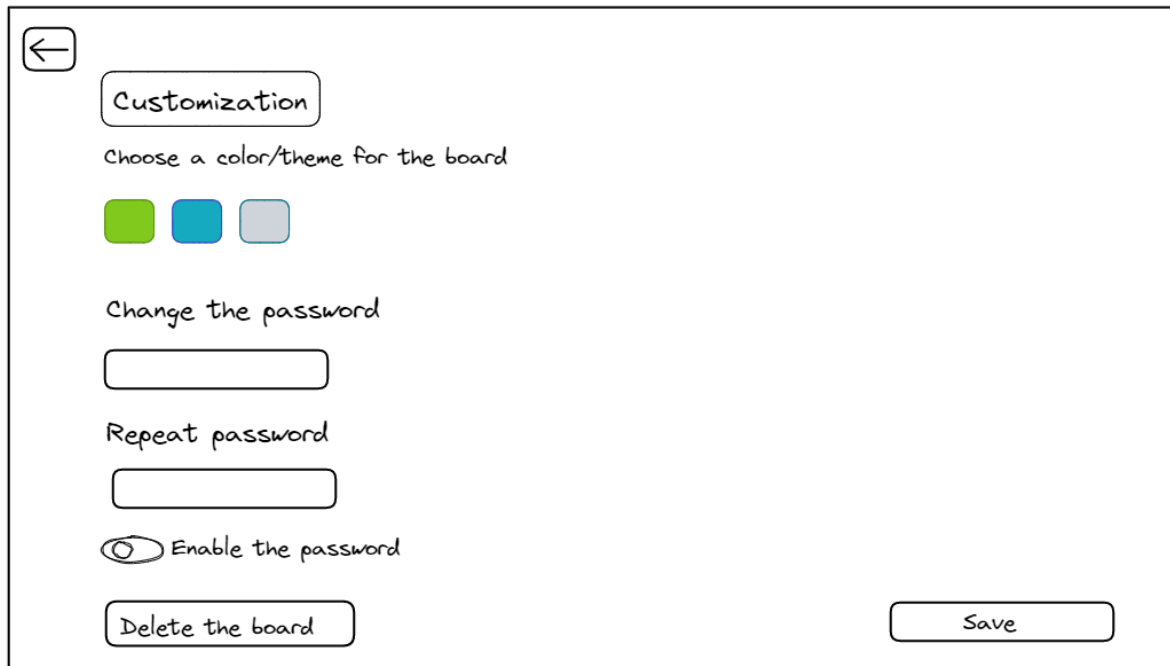 Customization
Choose a color/theme for the board
Change the password
Repeat password
Enable the password
Delete the board
Save